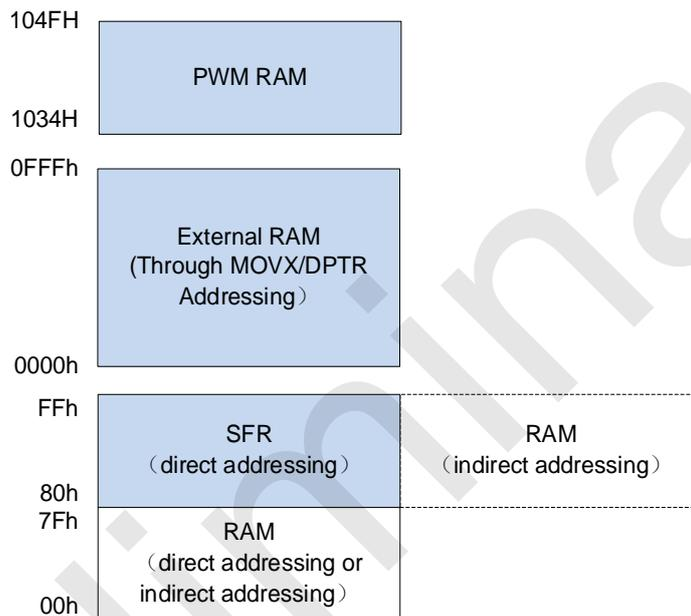 104FH
PWM RAM
1034H
0FFFh
External RAM
(Through MOVX/DPTR
Addressing）
0000h
FFh
SFR
（direct addressing）
RAM
（indirect addressing）
80h
7Fh
RAM
（direct addressing or
indirect addressing）
00h